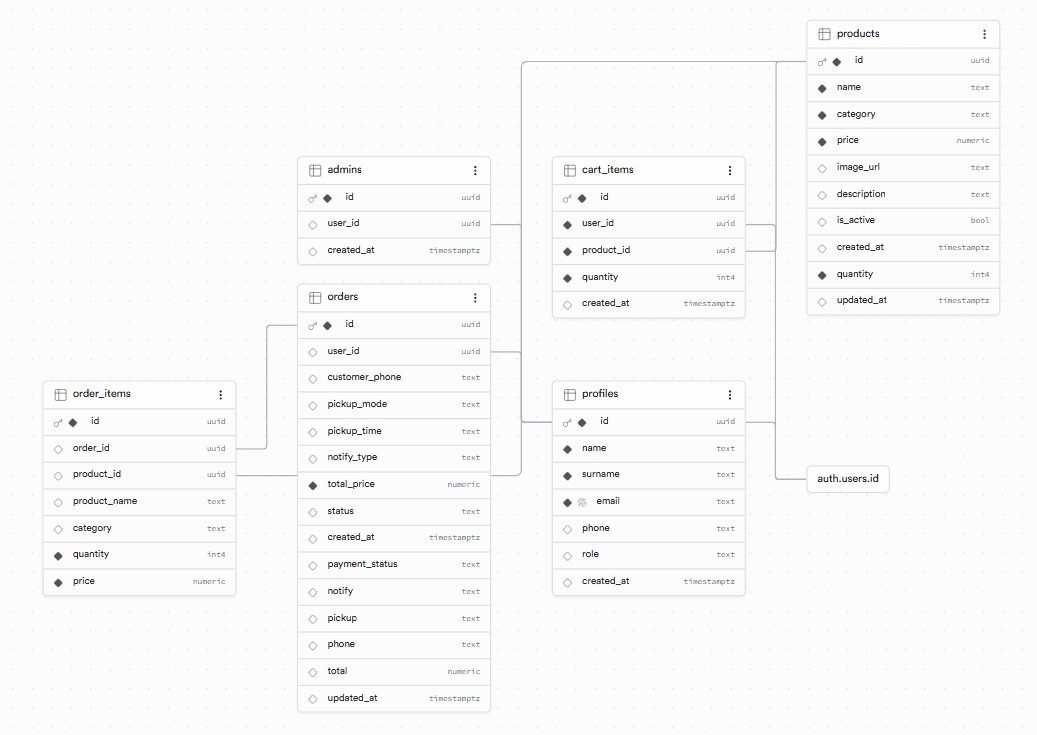 products
id uuid
name text
category text
price numeric
image_url text
description text
is_active bool
created_at timestamptz
quantity int4
updated_at timestamptz
admins
id uuid
user_id uuid
created_at timestamptz
cart_items
id uuid
user_id uuid
product_id uuid
quantity int4
created_at timestamptz
orders
id uuid
user_id uuid
customer_phone text
pickup_mode text
pickup_time text
notify_type text
total_price numeric
status text
created_at timestamptz
payment_status text
notify text
pickup text
phone text
total numeric
updated_at timestamptz
order_items
id uuid
order_id uuid
product_id uuid
product_name text
category text
quantity int4
price numeric
profiles
id uuid
name text
surname text
email text
phone text
role text
created_at timestamptz
auth.users.id